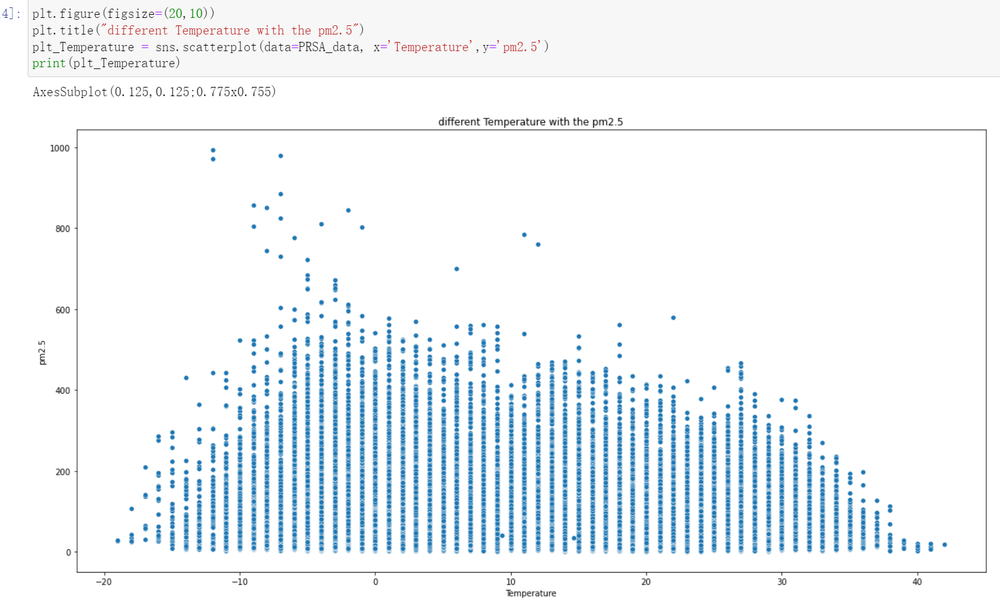 4]:
plt.figure(figsize=(20,10))
plt.title("different Temperature with the pm2.5")
plt_Temperature = sns.scatterplot(data=PRSA_data, x='Temperature',y='pm2.5')
print(plt_Temperature)
AxesSubplot(0.125,0.125;0.775x0.755)
different Temperature with the pm2.5
1000
800
600
pm2.5
400
200
0
−20 −10 0 10 20 30 40
Temperature